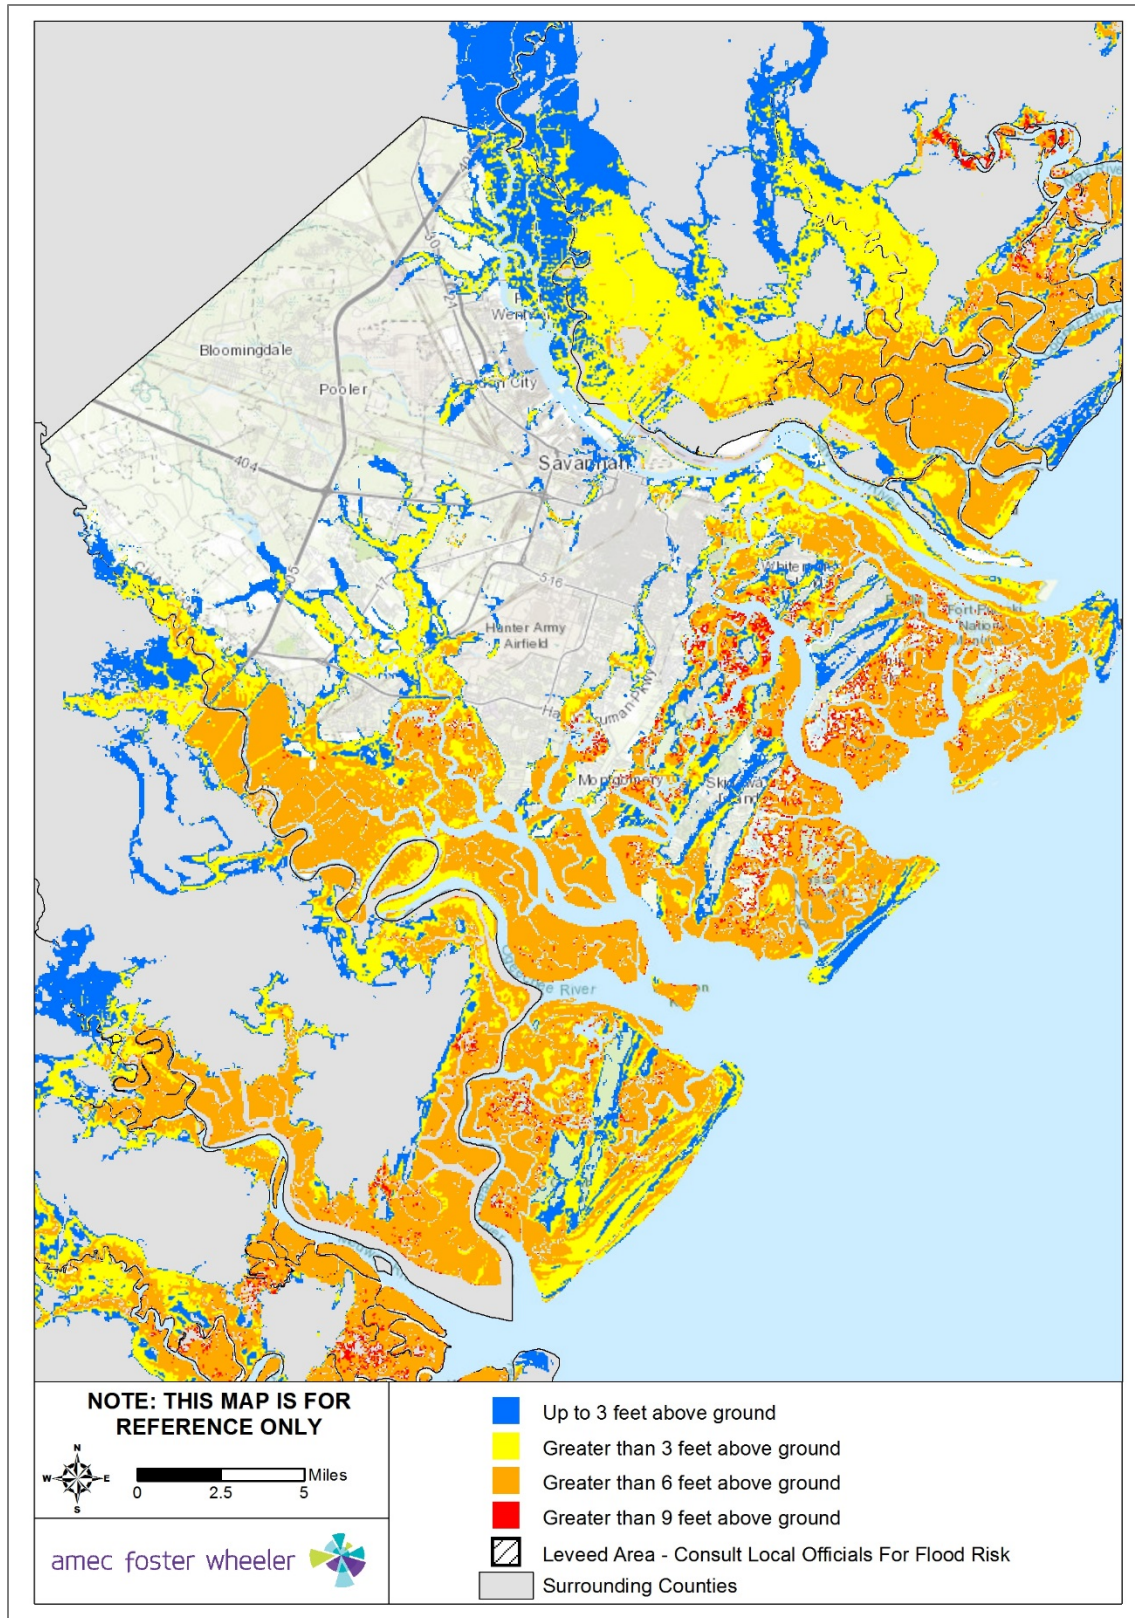 404
Bloomingdale
Pooler
Savannah
404
516
17
Hunter Army
Airfield
Montgomery
River
NOTE: THIS MAP IS FOR
REFERENCE ONLY
N
W
E
S
Miles
0
2.5
5
amec foster wheeler
Up to 3 feet above ground
Greater than 3 feet above ground
Greater than 6 feet above ground
Greater than 9 feet above ground
Leveed Area - Consult Local Officials For Flood Risk
Surrounding Counties